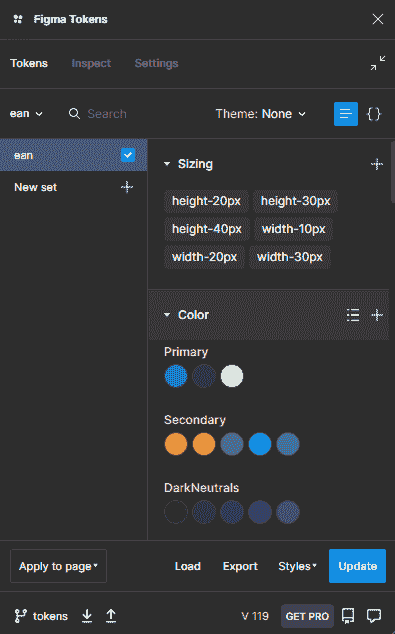 Figma Tokens
Tokens Inspect Settings
ean Search Theme: None {}
ean
New set
Sizing
height-20px height-30px
height-40px width-10px
width-20px width-30px
Color
Primary
Secondary
DarkNeutrals
Apply to page Load Export Styles Update
tokens V 119 GET PRO